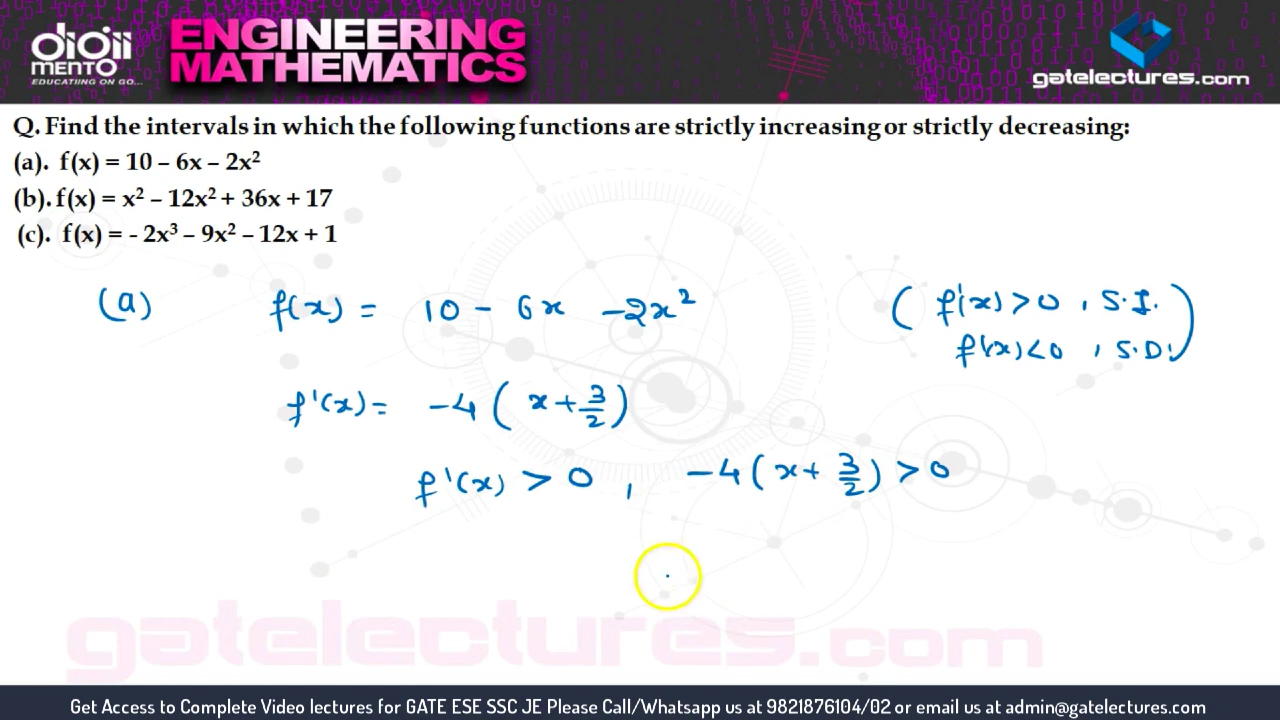 digii
MENTO
EDUCATIING ON GO...
ENGINEERING
MATHEMATICS
gatelectures.com
Q. Find the intervals in which the following functions are strictly increasing or strictly decreasing:
(a). f(x) = 10 – 6x – 2x²
(b). f(x) = x² – 12x² + 36x + 17
(c). f(x) = - 2x³ – 9x² – 12x + 1
(a) f(x) = 10 - 6x -2x²
( f'(x) > 0 , S.I.
f'(x) < 0 , S.D. )
f'(x) = -4 ( x + 3/2 )
f'(x) > 0 , -4 ( x + 3/2 ) > 0
gatelectures.com
Get Access to Complete Video lectures for GATE ESE SSC JE Please Call/Whatsapp us at 9821876104/02 or email us at admin@gatelectures.com